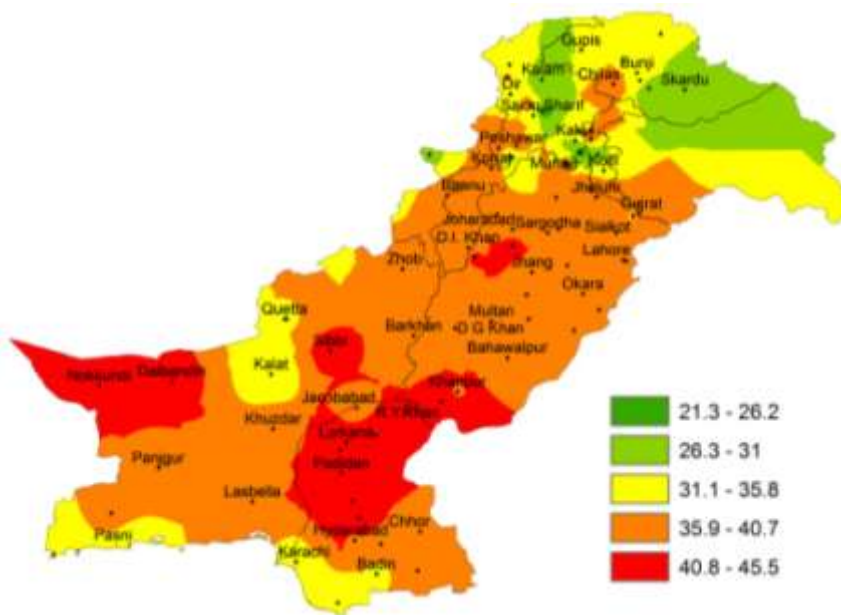 Gupis
Kalam
Bunji
Chilas
Skardu
Dir
Saidu Sharif
Kakul
Peshawar
Kohat
Bannu
Jhelum
Gujrat
Joharabad
Sargodha
Sialkot
D.I. Khan
Lahore
Zhob
Jhang
Okara
Quetta
Multan
Barkhan
D G Khan
Bahawalpur
Sibbi
Kalat
Nokkundi
Dalbandin
Khanpur
Jacobabad
R.Y.Khan
Khuzdar
Larkana
Panjgur
Padidan
Lasbella
Pasni
Hyderabad
Chhor
Karachi
Badin
21.3 - 26.2
26.3 - 31
31.1 - 35.8
35.9 - 40.7
40.8 - 45.5